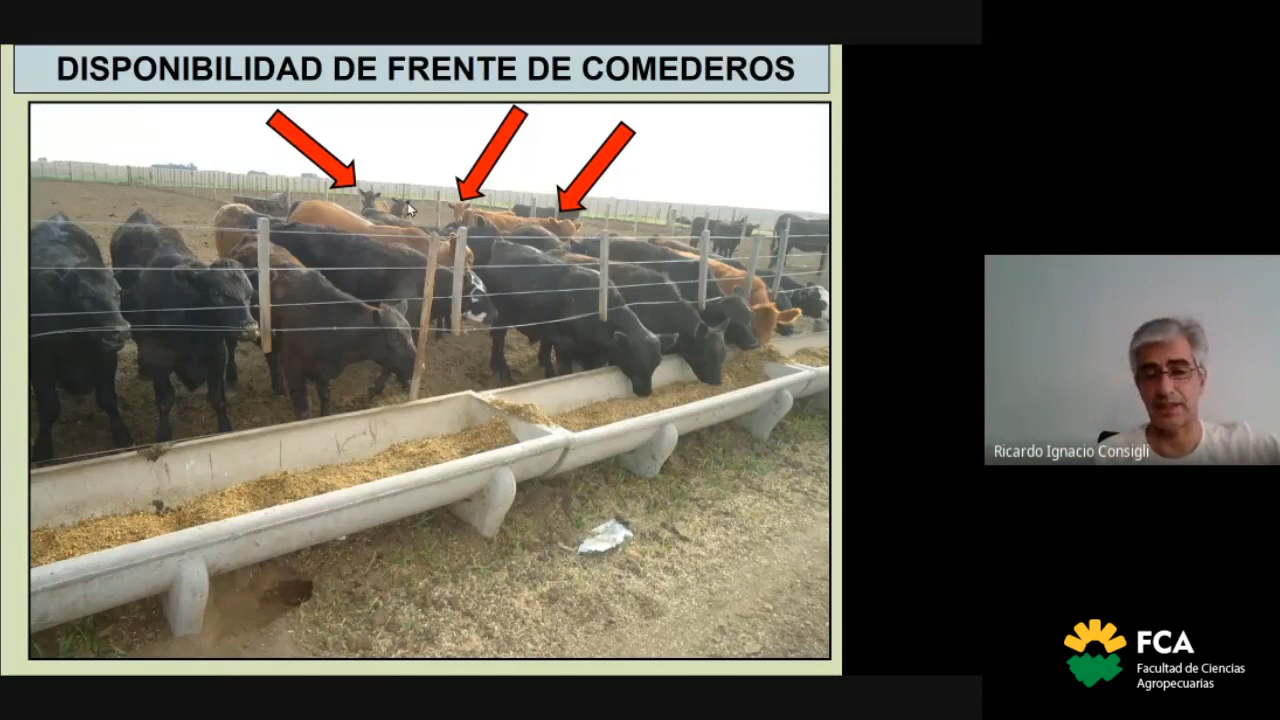 DISPONIBILIDAD DE FRENTE DE COMEDEROS
Ricardo Ignacio Consigli
FCA
Facultad de Ciencias
Agropecuarias